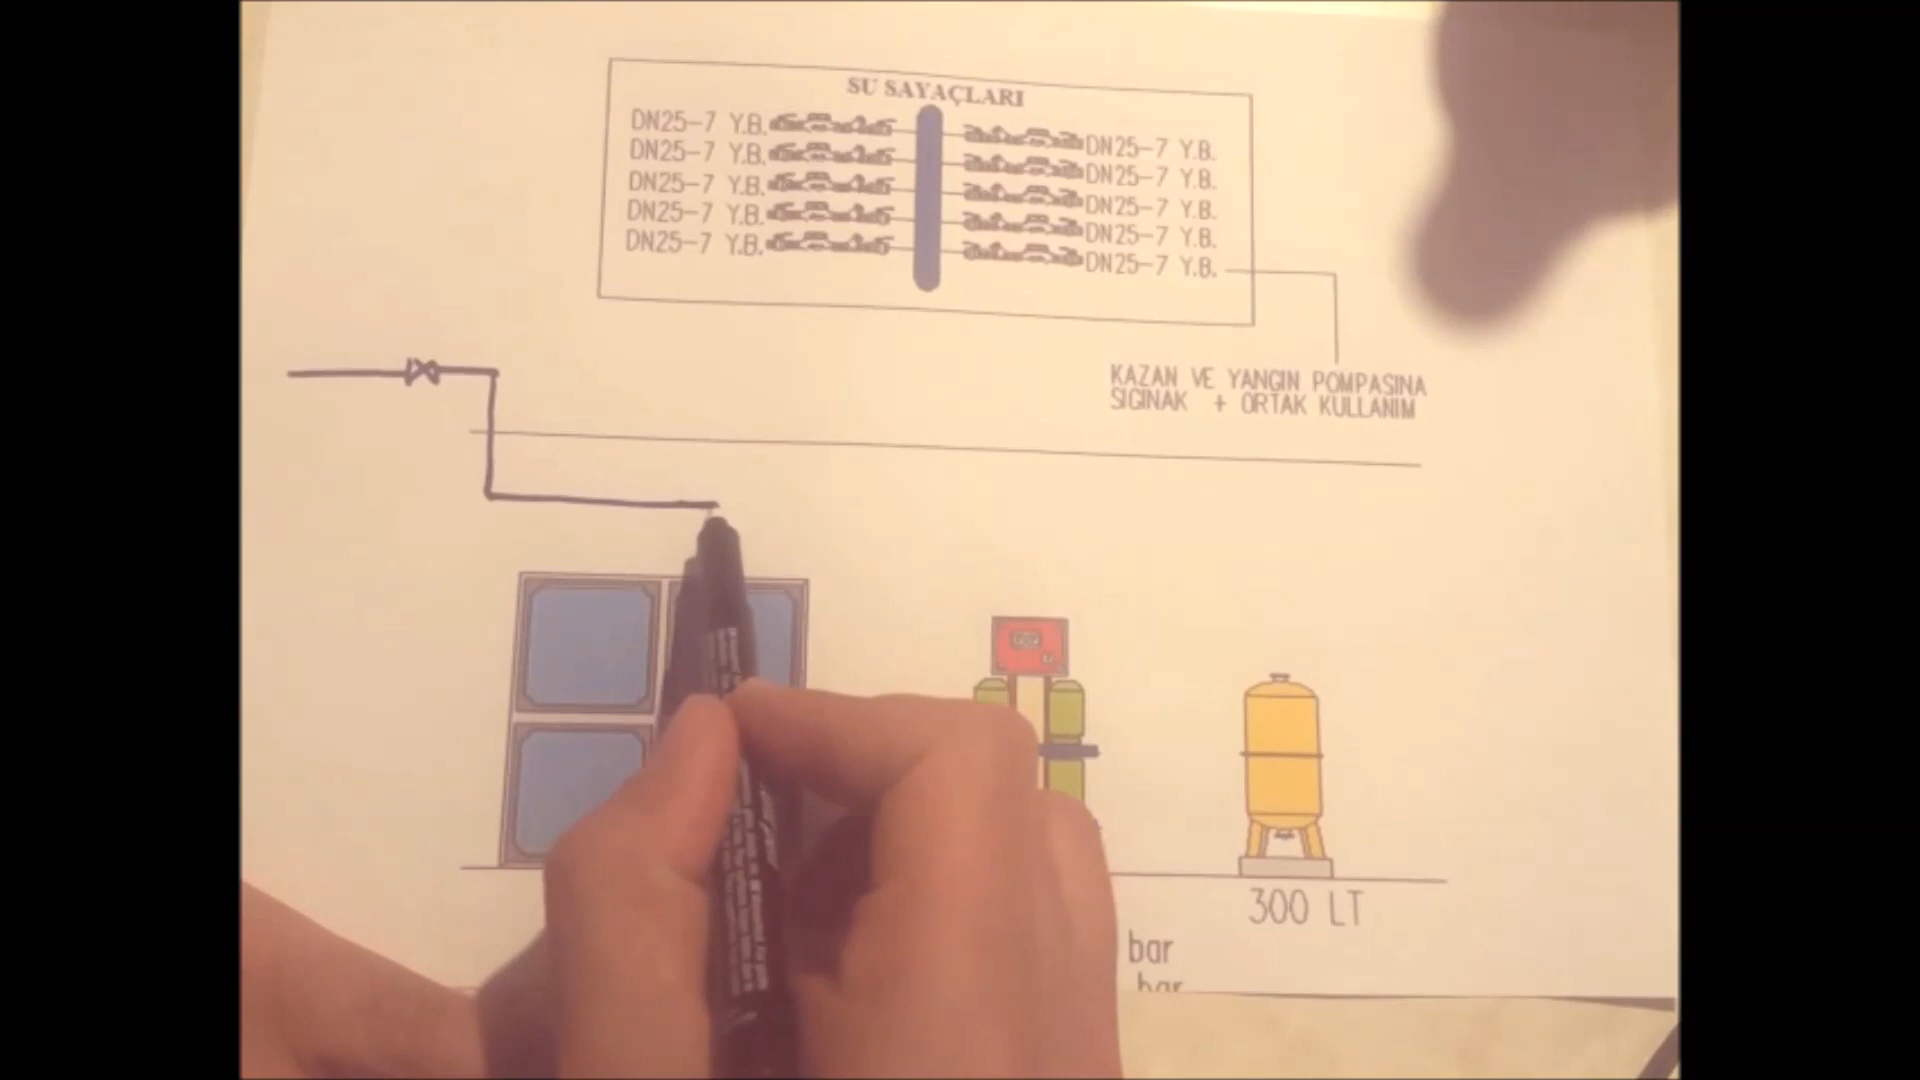 SU SAYAÇLARI
DN25-7 Y.B. DN25-7 Y.B.
DN25-7 Y.B. DN25-7 Y.B.
DN25-7 Y.B. DN25-7 Y.B.
DN25-7 Y.B. DN25-7 Y.B.
DN25-7 Y.B. DN25-7 Y.B.
KAZAN VE YANGIN POMPASINA
SIGINAK + ORTAK KULLANIM
300 LT
bar
bar